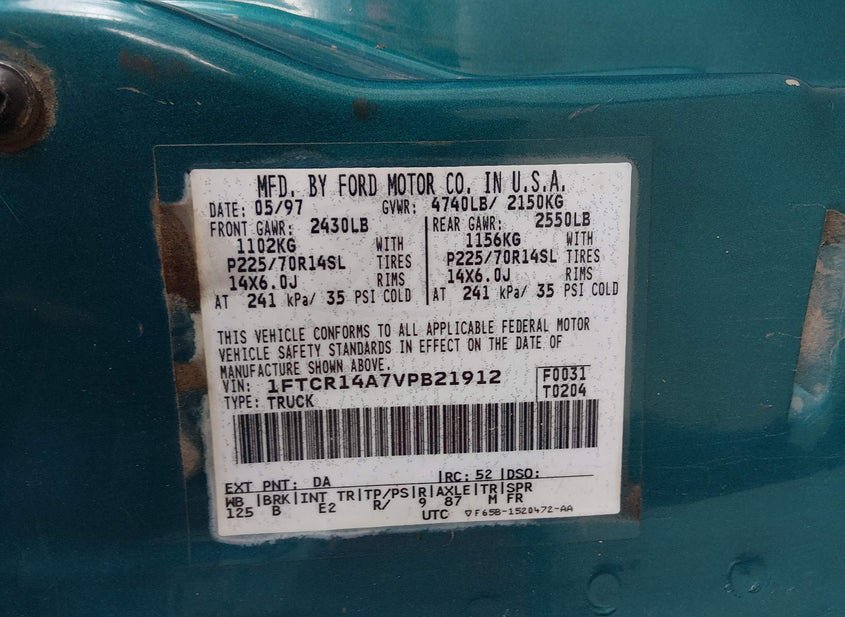 MFD. BY FORD MOTOR CO. IN U.S.A.
DATE: 05/97 GVWR: 4740LB/ 2150KG
FRONT GAWR: 2430LB
1102KG WITH
P225/70R14SL TIRES
14X6.0J RIMS
AT 241 kPa/ 35 PSI COLD
REAR GAWR: 2550LB
1156KG WITH
P225/70R14SL TIRES
14X6.0J RIMS
AT 241 kPa/ 35 PSI COLD
THIS VEHICLE CONFORMS TO ALL APPLICABLE FEDERAL MOTOR
VEHICLE SAFETY STANDARDS IN EFFECT ON THE DATE OF
MANUFACTURE SHOWN ABOVE.
VIN: 1FTCR14A7VPB21912
TYPE: TRUCK
F0031
T0204
EXT PNT: DA RC: 52 DSO:
WB BRK INT TR TP/PS R AXLE TR SPR
125 B E2 R/ 9 87 M FR
UTC ▽F65B-1520472-AA